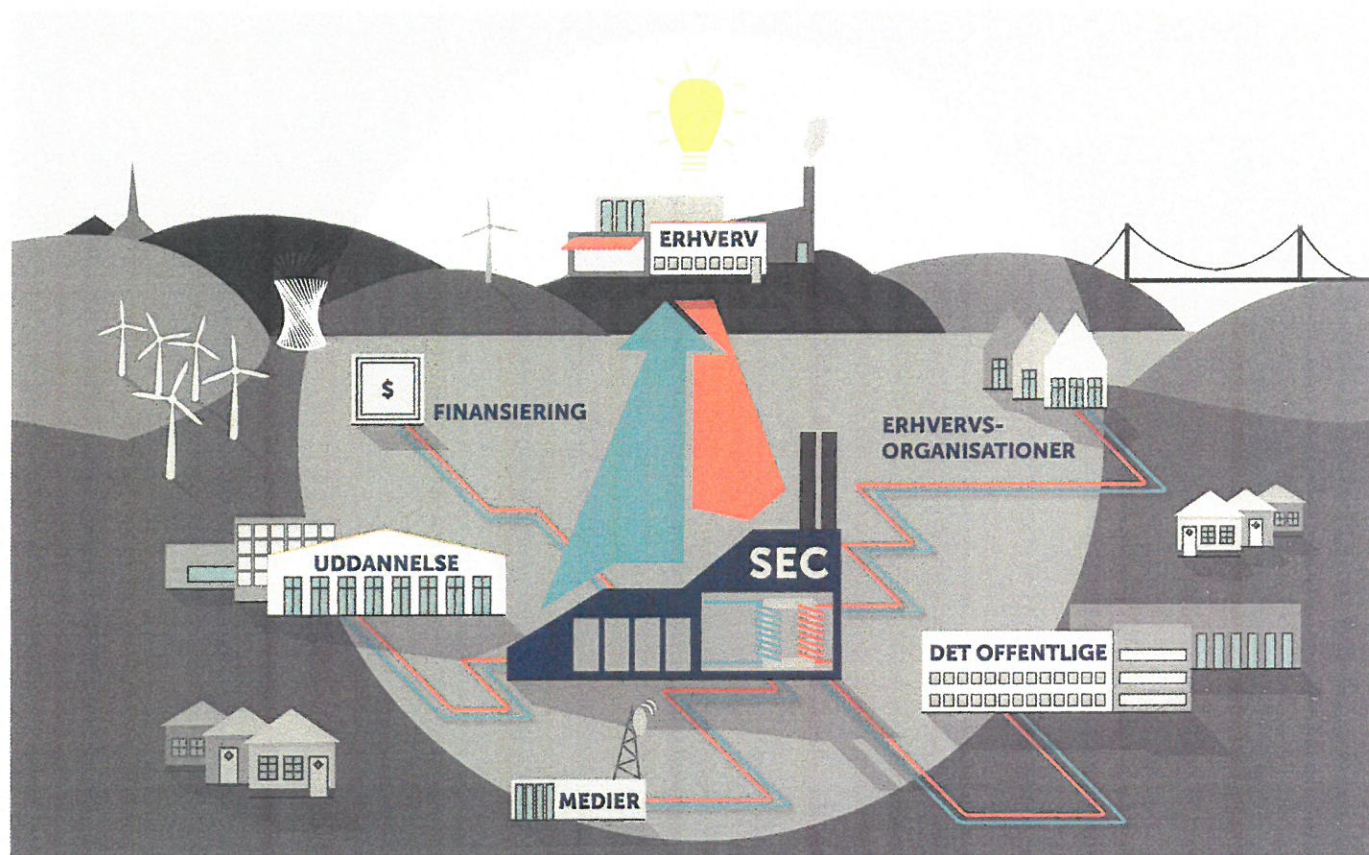 ERHVERV
$
FINANSIERING
ERHVERVS-
ORGANISATIONER
UDDANNELSE
SEC
DET OFFENTLIGE
MEDIER